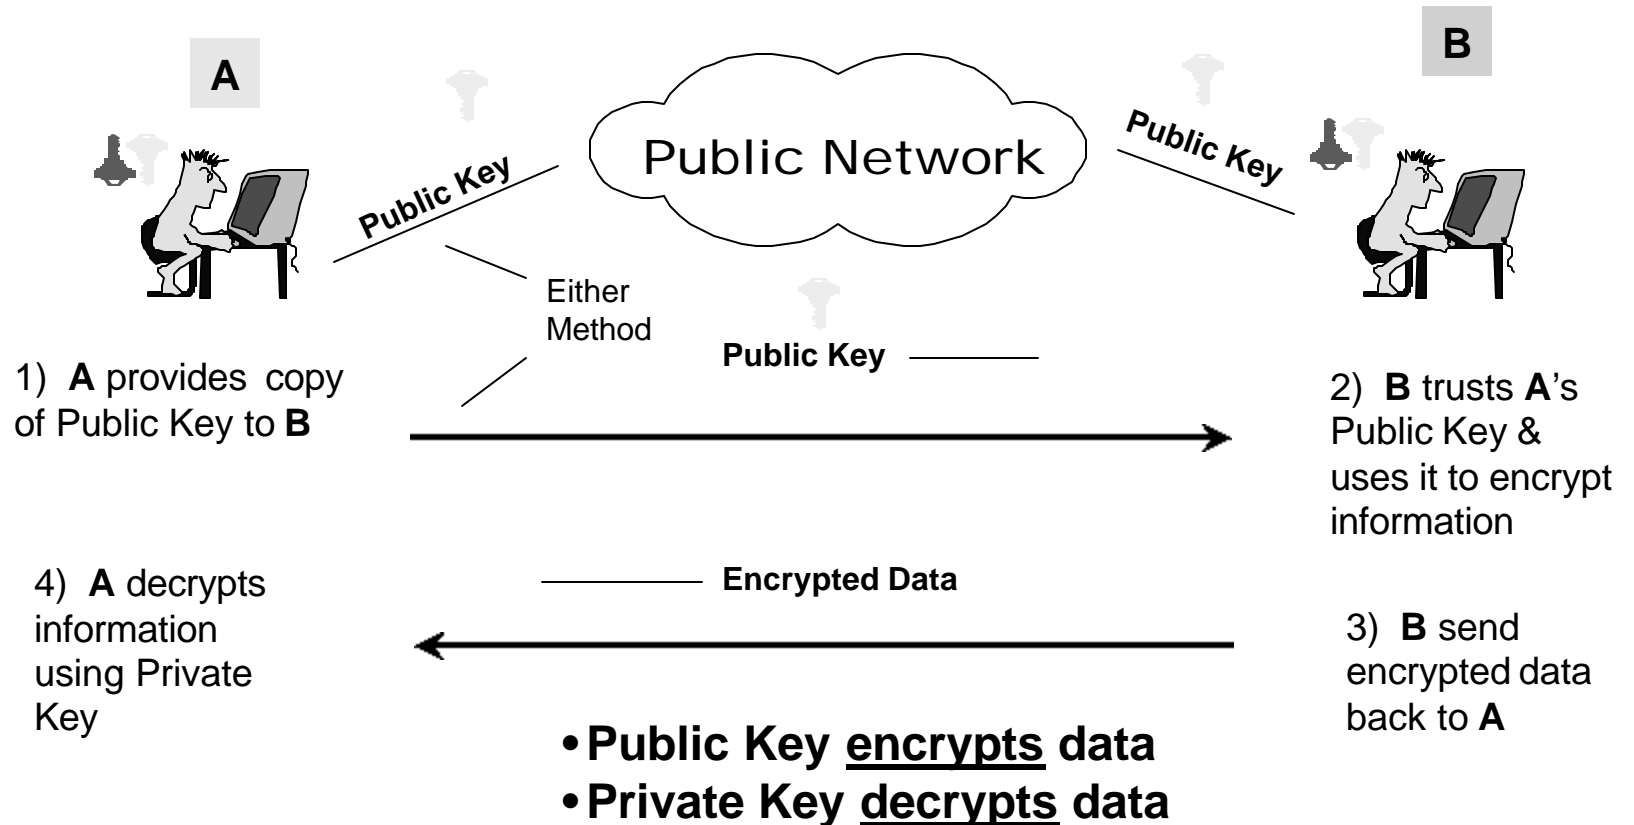 A
B
Public Key
Public Network
Public Key
Either
Method
Public Key
1) A provides copy
of Public Key to B
2) B trusts A's
Public Key &
uses it to encrypt
information
Encrypted Data
4) A decrypts
information
using Private
Key
3) B send
encrypted data
back to A
•Public Key encrypts data
•Private Key decrypts data